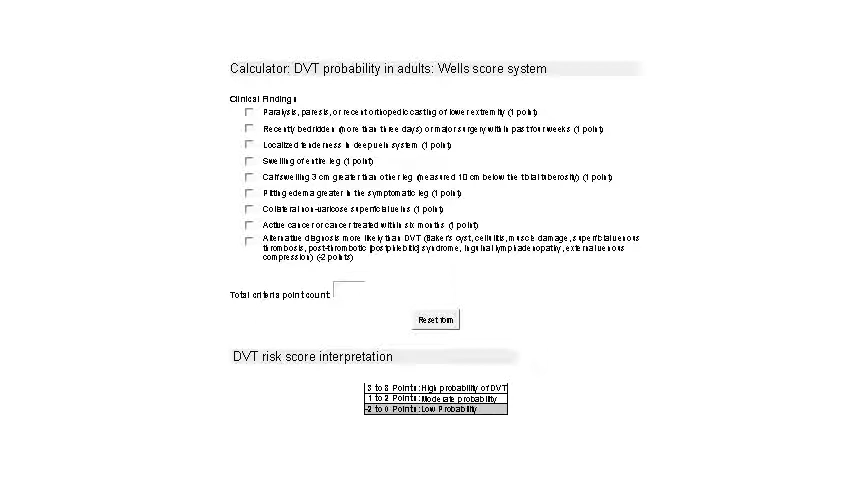 Calculator: DVT probability in adults: Wells score system
Clinical Findings
Paralysis, paresis, or recent orthopedic casting of lower extremity (1 point)
Recently bedridden (more than three days) or major surgery within past four weeks (1 point)
Localized tenderness in deep vein system (1 point)
Swelling of entire leg (1 point)
Calf swelling 3 cm greater than other leg (measured 10 cm below the tibial tuberosity) (1 point)
Pitting edema greater in the symptomatic leg (1 point)
Collateral non-varicose superficial veins (1 point)
Active cancer or cancer treated within six months (1 point)
Alternative diagnosis more likely than DVT (Baker's cyst, cellulitis, muscle damage, superficial venous
thrombosis, post-thrombotic [postphlebitic] syndrome, inguinal lymphadenopathy, external venous
compression) (-2 points)
Total criteria point count:
Reset form
DVT risk score interpretation
3 to 8 Points: High probability of DVT
1 to 2 Points: Moderate probability
-2 to 0 Points: Low Probability